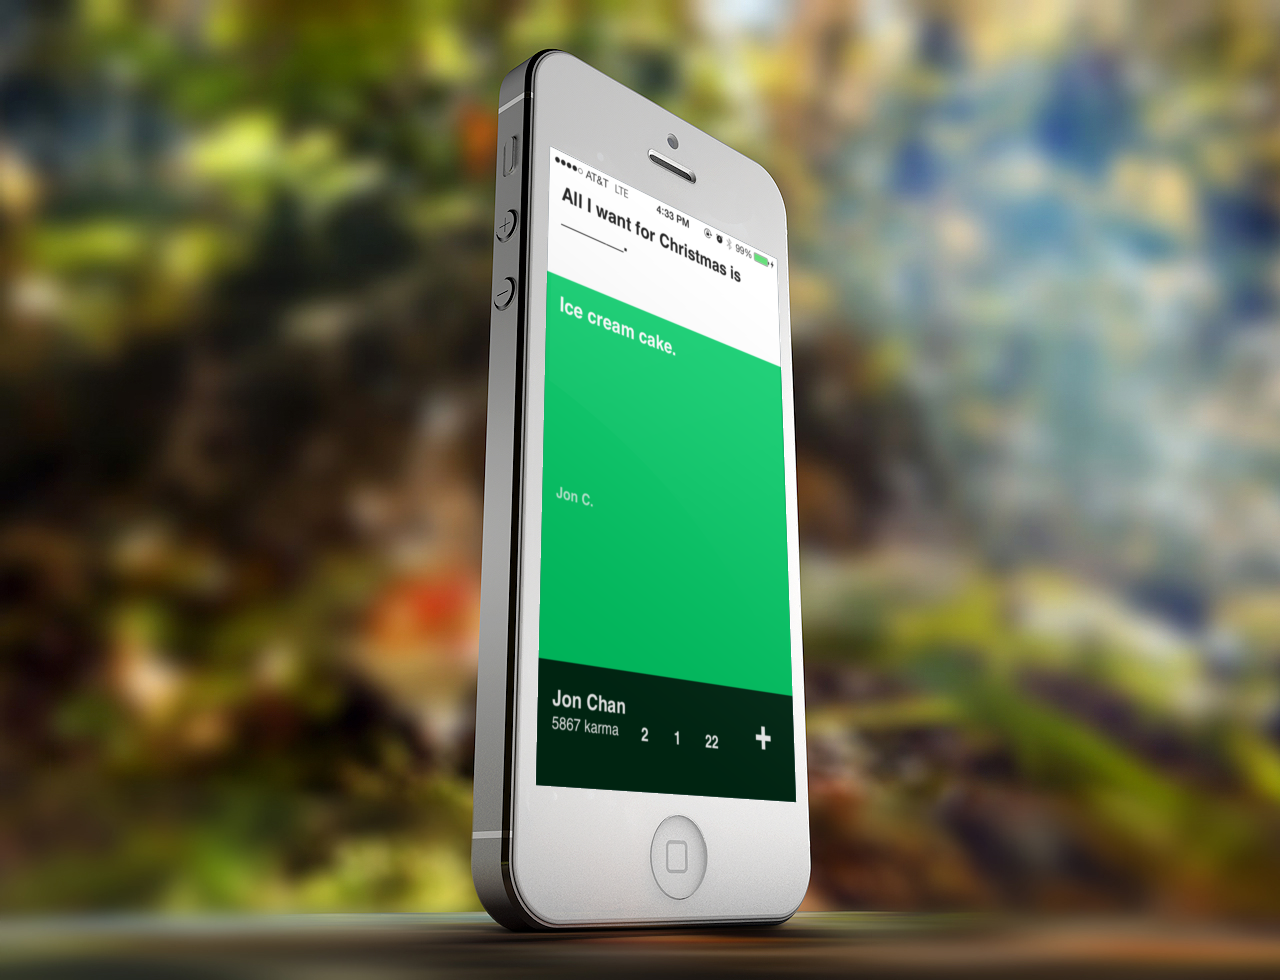 AT&T LTE 4:33 PM 99%
All I want for Christmas is
________.
Ice cream cake.
Jon C.
Jon Chan
5867 karma 2 1 22 +